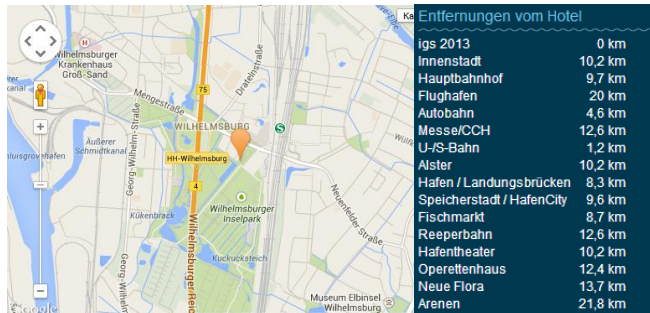 Wilhelmsburger
Krankenhaus
Groß-Sand
Mengestraße
Dratelnstraße
75
WILHELMSBURG
S
Äußerer
Schmidtkanal
HH-Wilhelmsburg
4
Georg-Wilhelm-Straße
Neuenfelder Straße
Kükenbrack
Wilhelmsburger
Inselpark
Kuckucksteich
Museum Elbinsel
Wilhelmsburg
Google
Entfernungen vom Hotel
igs 2013 0 km
Innenstadt 10,2 km
Hauptbahnhof 9,7 km
Flughafen 20 km
Autobahn 4,6 km
Messe/CCH 12,6 km
U-/S-Bahn 1,2 km
Alster 10,2 km
Hafen / Landungsbrücken 8,3 km
Speicherstadt / HafenCity 9,6 km
Fischmarkt 8,7 km
Reeperbahn 12,6 km
Hafentheater 10,2 km
Operettenhaus 12,4 km
Neue Flora 13,7 km
Arenen 21,8 km